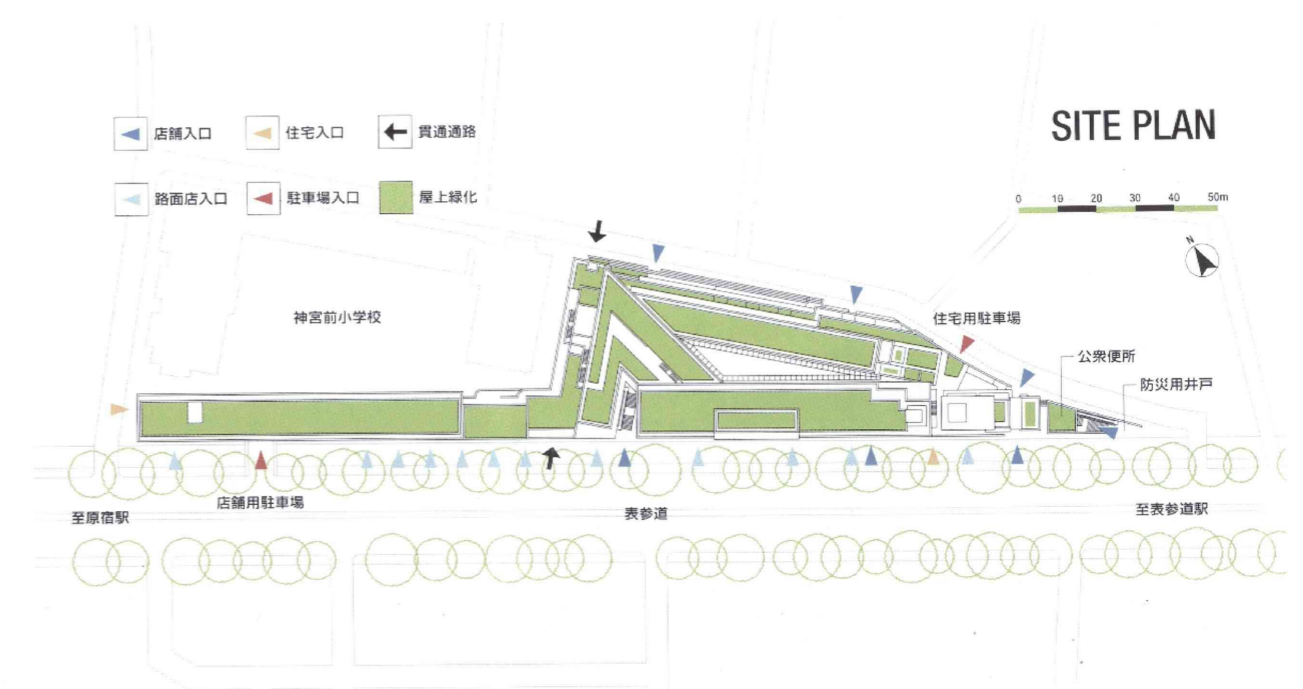 店舗入口
住宅入口
貫通通路
SITE PLAN
路面店入口
駐車場入口
屋上緑化
0 10 20 30 40 50m
N
神宮前小学校
住宅用駐車場
公衆便所
防災用井戸
店舗用駐車場
至原宿駅
表参道
至表参道駅